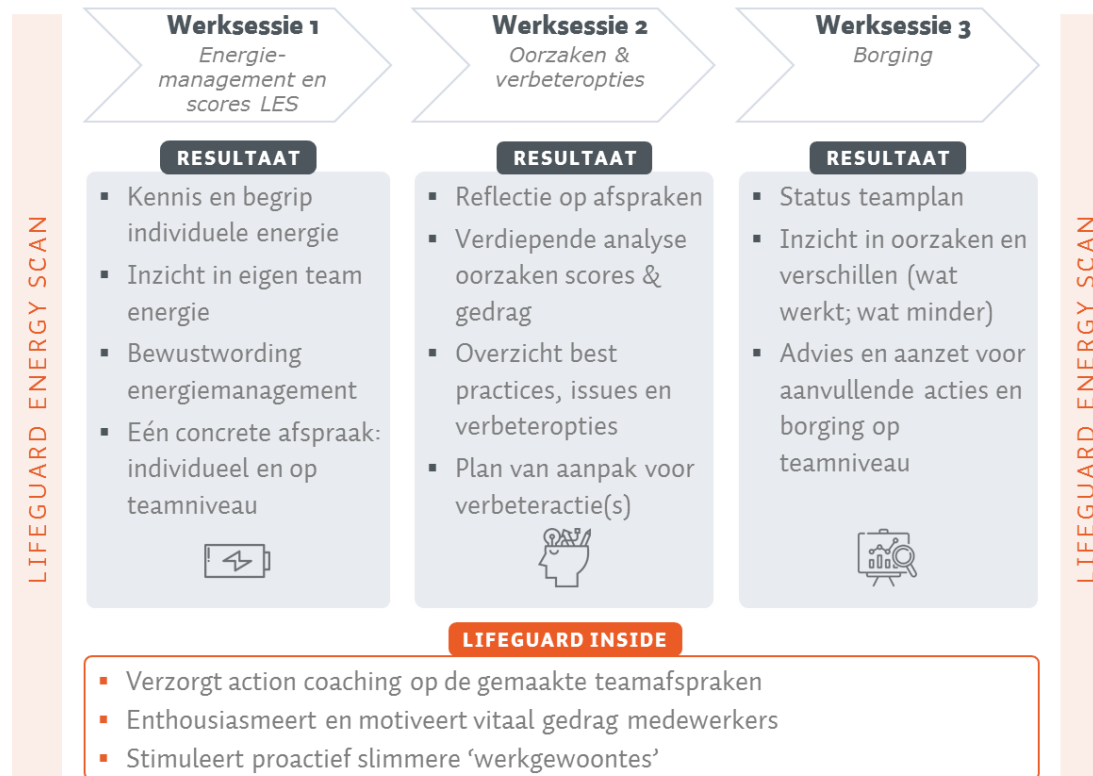 LIFEGUARD ENERGY SCAN
Werksessie 1
Energie-
management en
scores LES
RESULTAAT
▪ Kennis en begrip
individuele energie
▪ Inzicht in eigen team
energie
▪ Bewustwording
energiemanagement
▪ Eén concrete afspraak:
individueel en op
teamniveau
Werksessie 2
Oorzaken &
verbeteropties
RESULTAAT
▪ Reflectie op afspraken
▪ Verdiepende analyse
oorzaken scores &
gedrag
▪ Overzicht best
practices, issues en
verbeteropties
▪ Plan van aanpak voor
verbeteractie(s)
Werksessie 3
Borging
RESULTAAT
▪ Status teamplan
▪ Inzicht in oorzaken en
verschillen (wat
werkt; wat minder)
▪ Advies en aanzet voor
aanvullende acties en
borging op
teamniveau
LIFEGUARD INSIDE
▪ Verzorgt action coaching op de gemaakte teamafspraken
▪ Enthousiasmeert en motiveert vitaal gedrag medewerkers
▪ Stimuleert proactief slimmere ‘werkgewoontes’
LIFEGUARD ENERGY SCAN